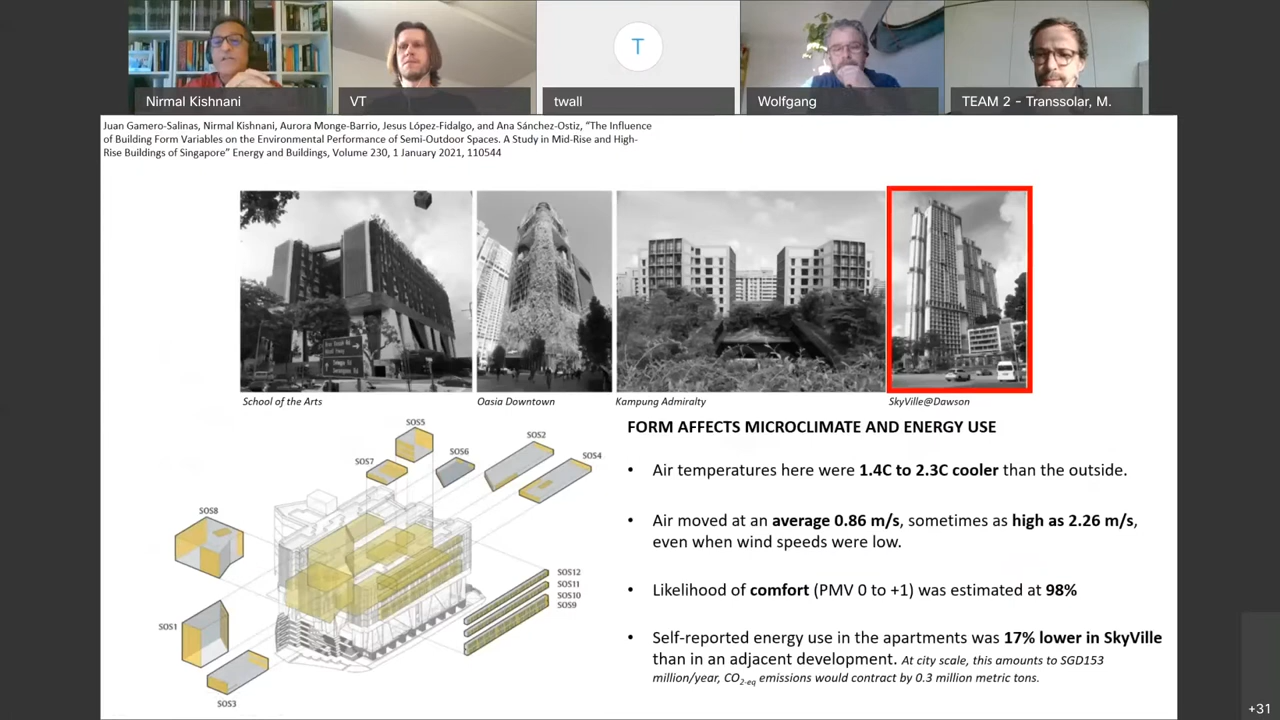 T
Nirmal Kishnani
VT
twall
Wolfgang
TEAM 2 - Transsolar, M.
Juan Gamero-Salinas, Nirmal Kishnani, Aurora Monge-Barrio, Jesus López-Fidalgo, and Ana Sánchez-Ostiz, “The Influence
of Building Form Variables on the Environmental Performance of Semi-Outdoor Spaces. A Study in Mid-Rise and High-
Rise Buildings of Singapore” Energy and Buildings, Volume 230, 1 January 2021, 110544
School of the Arts
Oasia Downtown
Kampung Admiralty
SkyVille@Dawson
SOS5
SOS7
SOS6
SOS2
SOS4
SOS8
SOS12
SOS11
SOS10
SOS9
SOS1
SOS3
FORM AFFECTS MICROCLIMATE AND ENERGY USE
• Air temperatures here were 1.4C to 2.3C cooler than the outside.
• Air moved at an average 0.86 m/s, sometimes as high as 2.26 m/s,
even when wind speeds were low.
• Likelihood of comfort (PMV 0 to +1) was estimated at 98%
• Self-reported energy use in the apartments was 17% lower in SkyVille
than in an adjacent development. At city scale, this amounts to SGD153
million/year, CO2-eq emissions would contract by 0.3 million metric tons.
+31